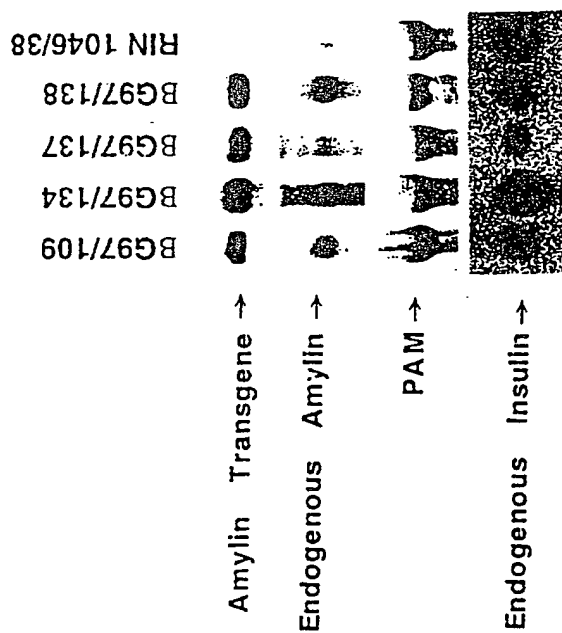 RIN 1046/38
BG97/138
BG97/137
BG97/134
BG97/109
Amylin Transgene →
Endogenous Amylin →
PAM →
Endogenous Insulin →